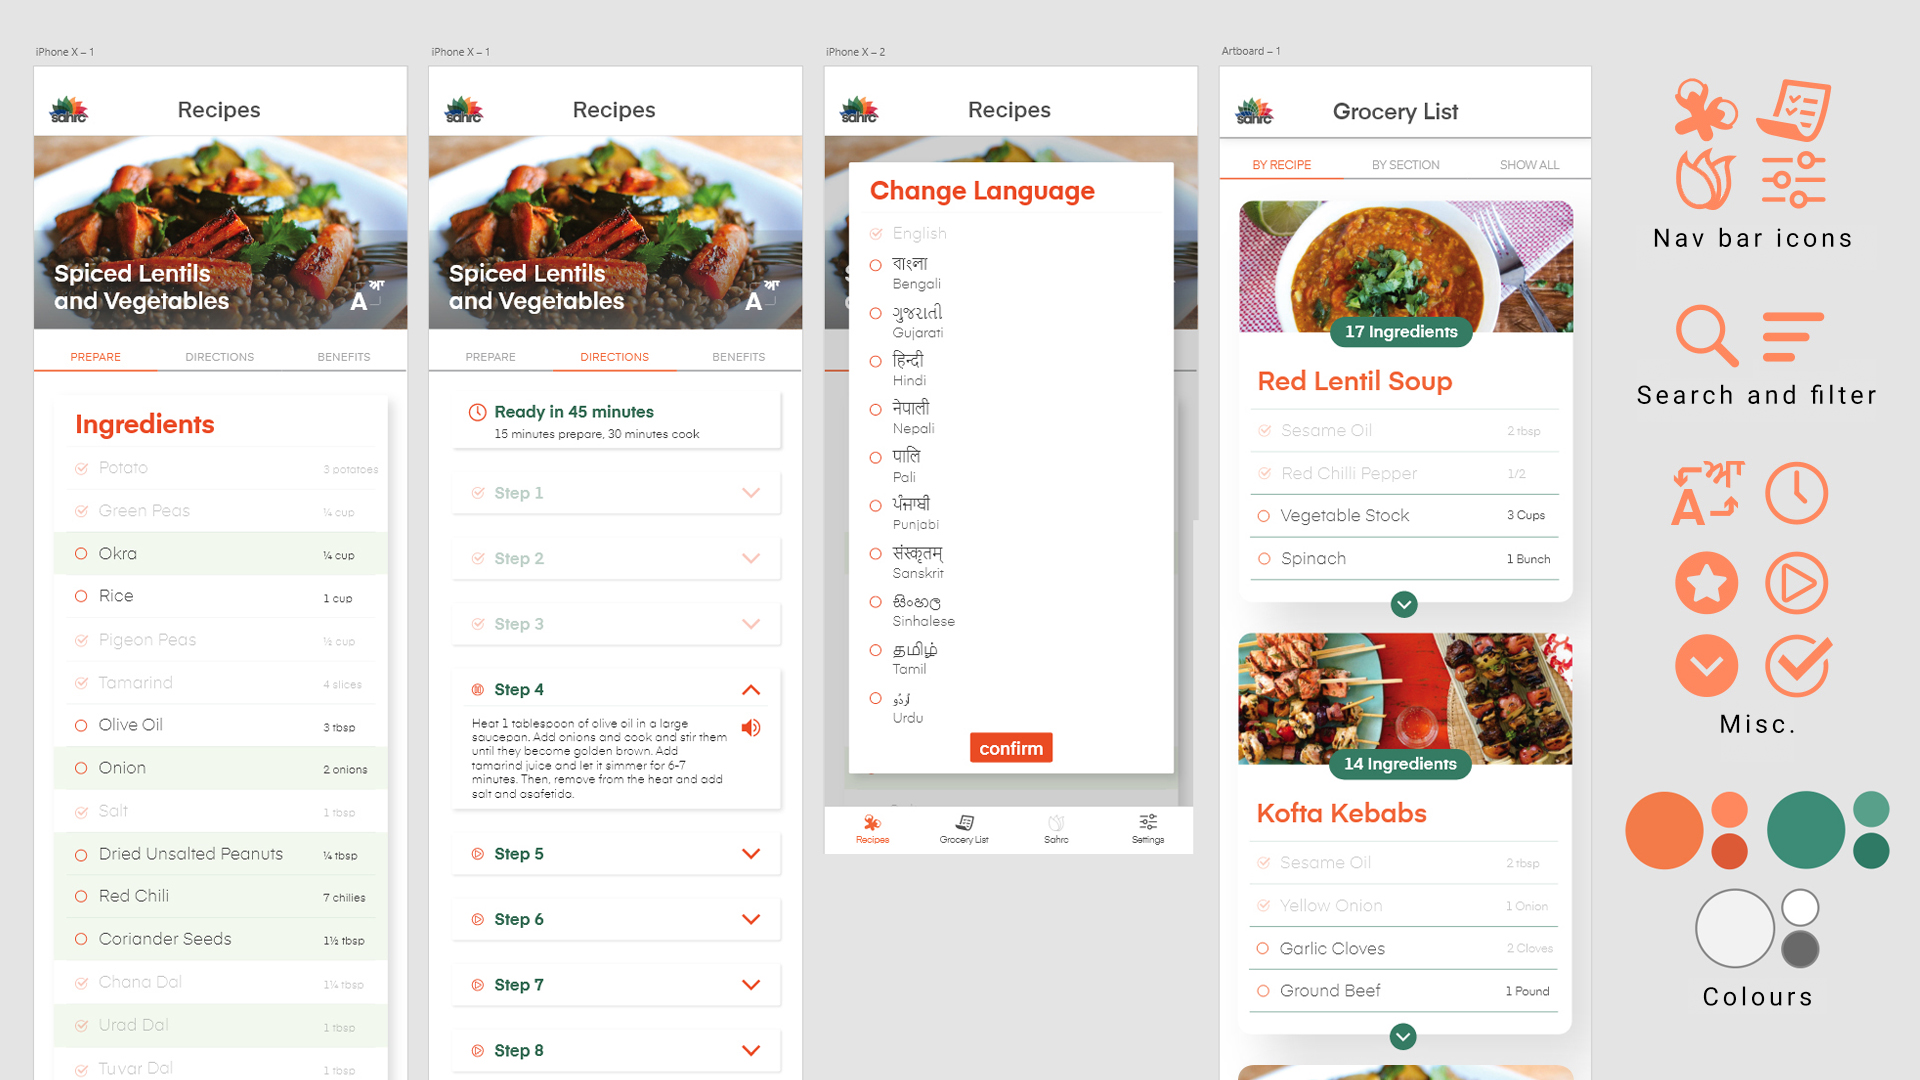 iPhone X – 1
sahrc
Recipes
Spiced Lentils
and Vegetables
A ਆ
PREPARE DIRECTIONS BENEFITS
Ingredients
Potato 3 pototoes
Green Peas ¼ cup
Okra ¼ cup
Rice 1 cup
Pigeon Peas ½ cup
Tamarind 4 slices
Olive Oil 3 tbsp
Onion 2 onions
Salt 1 tbsp
Dried Unsalted Peanuts ¼ tbsp
Red Chili 7 chilies
Coriander Seeds 1½ tbsp
Chana Dal 1¼ tbsp
Urad Dal 1 tbsp
Tuvar Dal 1 tbsp
iPhone X – 1
sahrc
Recipes
Spiced Lentils
and Vegetables
A ਆ
PREPARE DIRECTIONS BENEFITS
Ready in 45 minutes
15 minutes prepare, 30 minutes cook
Step 1
Step 2
Step 3
Step 4
Heat 1 tablespoon of olive oil in a large
saucepan. Add onions and cook and stir them
until they become golden brown. Add
tamarind juice and let it simmer for 6-7
minutes. Then, remove from the heat and add
salt and asafetida.
Step 5
Step 6
Step 7
Step 8
iPhone X – 2
sahrc
Recipes
Change Language
English
বাংলা
Bengali
ગુજરાતી
Gujarati
हिन्दी
Hindi
नेपाली
Nepali
पालि
Pali
ਪੰਜਾਬੀ
Punjabi
संस्कृतम्
Sanskrit
සිංහල
Sinhalese
தமிழ்
Tamil
اردو
Urdu
confirm
Recipes Grocery List Sahrc Settings
Artboard – 1
sahrc
Grocery List
BY RECIPE BY SECTION SHOW ALL
17 Ingredients
Red Lentil Soup
Sesame Oil 2 tbsp
Red Chilli Pepper 1/2
Vegetable Stock 3 Cups
Spinach 1 Bunch
14 Ingredients
Kofta Kebabs
Sesame Oil 2 tbsp
Yellow Onion 1 Onion
Garlic Cloves 2 Cloves
Ground Beef 1 Pound
Nav bar icons
Search and filter
A ਆ
Misc.
Colours